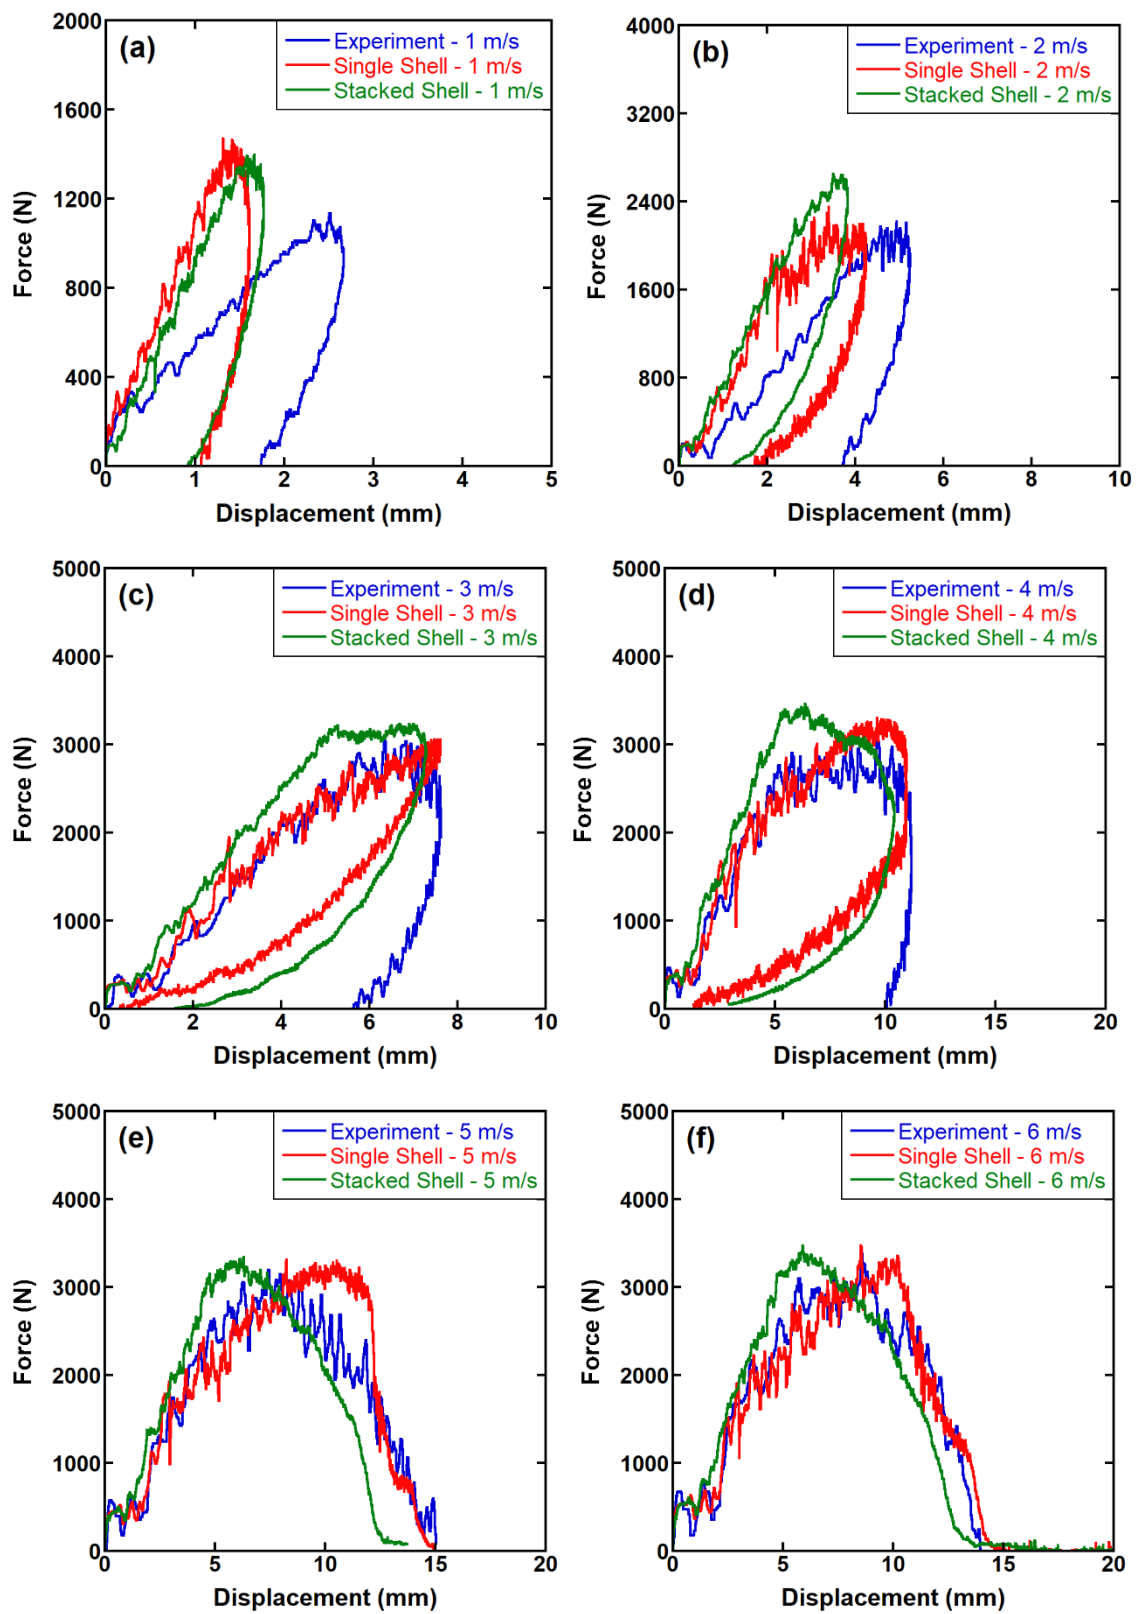 (a)
Experiment - 1 m/s
Single Shell - 1 m/s
Stacked Shell - 1 m/s
2000
1600
1200
800
400
0
Force (N)
1
2
3
4
5
Displacement (mm)
(b)
Experiment - 2 m/s
Single Shell - 2 m/s
Stacked Shell - 2 m/s
4000
3200
2400
1600
800
0
Force (N)
0
2
4
6
8
10
Displacement (mm)
(c)
Experiment - 3 m/s
Single Shell - 3 m/s
Stacked Shell - 3 m/s
5000
4000
3000
2000
1000
0
Force (N)
0
2
4
6
8
10
Displacement (mm)
(d)
Experiment - 4 m/s
Single Shell - 4 m/s
Stacked Shell - 4 m/s
5000
4000
3000
2000
1000
0
Force (N)
0
5
10
15
20
Displacement (mm)
(e)
Experiment - 5 m/s
Single Shell - 5 m/s
Stacked Shell - 5 m/s
5000
4000
3000
2000
1000
0
Force (N)
0
5
10
15
20
Displacement (mm)
(f)
Experiment - 6 m/s
Single Shell - 6 m/s
Stacked Shell - 6 m/s
5000
4000
3000
2000
1000
0
Force (N)
0
5
10
15
20
Displacement (mm)